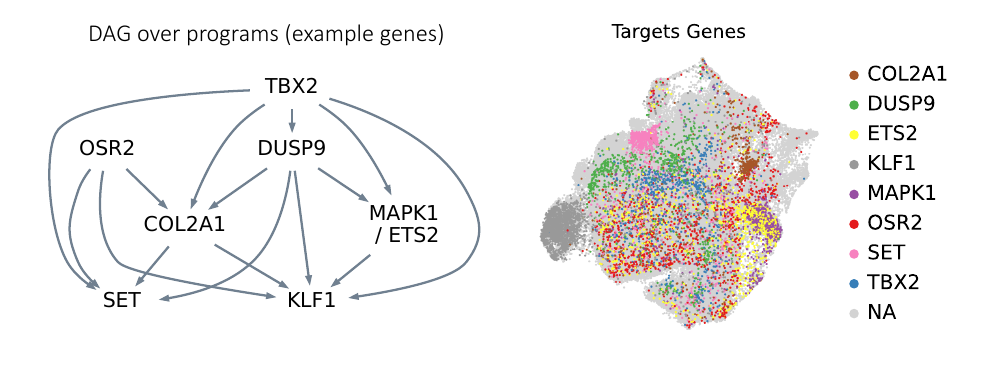 DAG over programs (example genes)
TBX2
OSR2
DUSP9
COL2A1
MAPK1
/ ETS2
SET
KLF1
Targets Genes
COL2A1
DUSP9
ETS2
KLF1
MAPK1
OSR2
SET
TBX2
NA